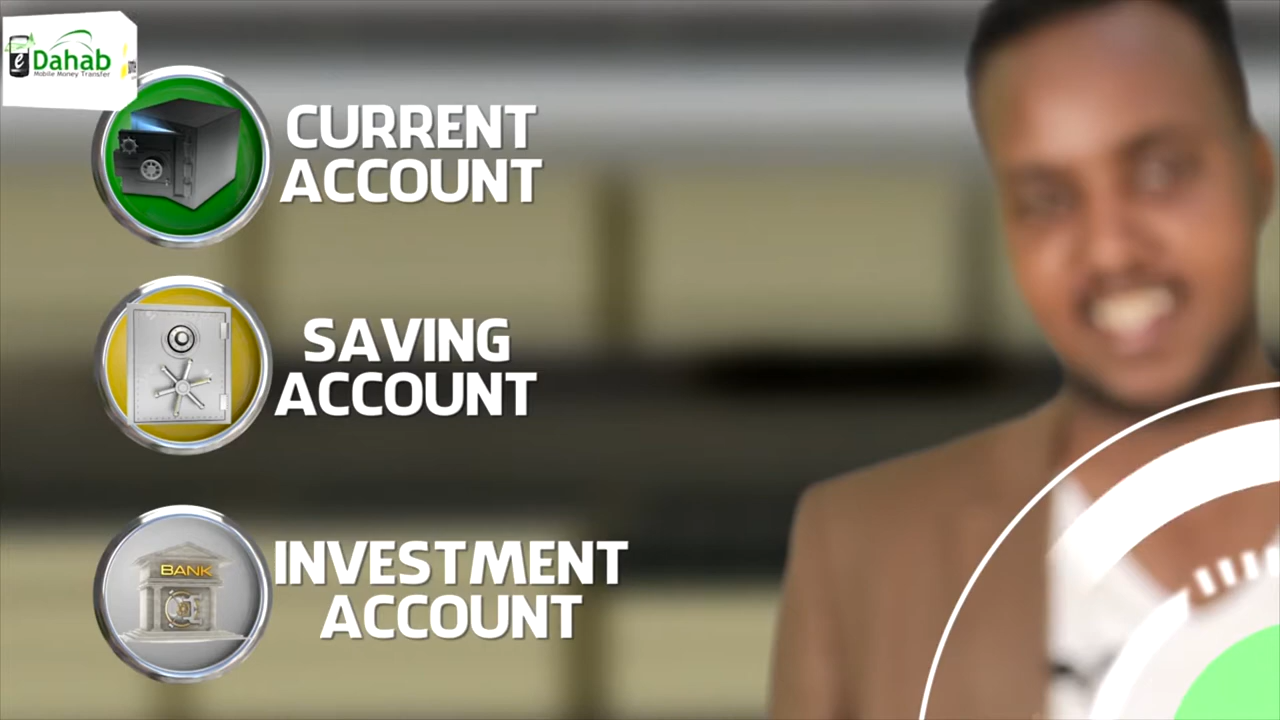 eDahab
Mobile Money Transfer
CURRENT
ACCOUNT
SAVING
ACCOUNT
BANK
INVESTMENT
ACCOUNT